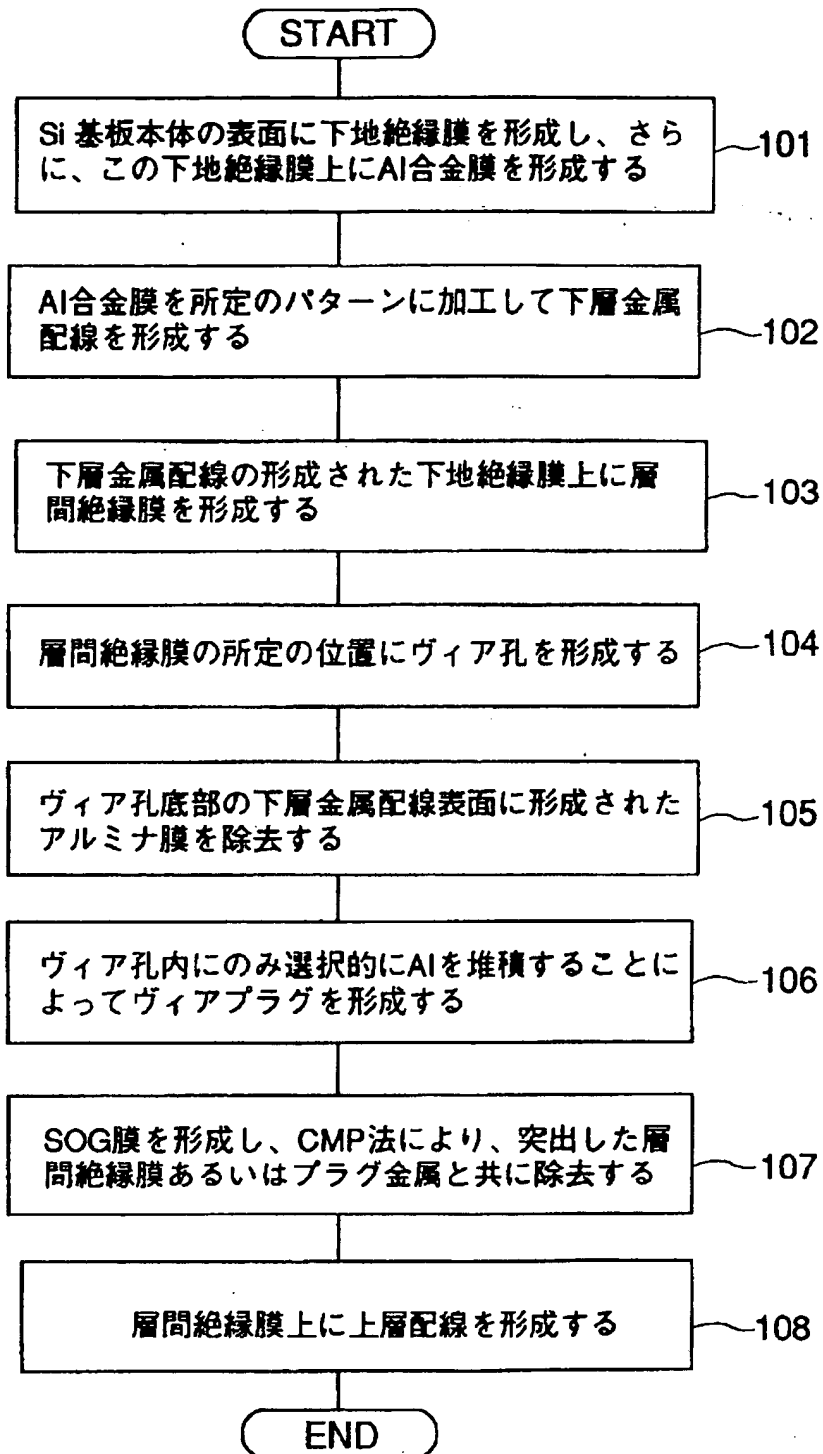 START
Si 基板本体の表面に下地絶縁膜を形成し、さら
に、この下地絶縁膜上にAl合金膜を形成する
101
Al合金膜を所定のパターンに加工して下層金属
配線を形成する
102
下層金属配線の形成された下地絶縁膜上に層
間絶縁膜を形成する
103
層間絶縁膜の所定の位置にヴィア孔を形成する
104
ヴィア孔底部の下層金属配線表面に形成された
アルミナ膜を除去する
105
ヴィア孔内にのみ選択的にAlを堆積することに
よってヴィアプラグを形成する
106
SOG膜を形成し、CMP法により、突出した層
間絶縁膜あるいはプラグ金属と共に除去する
107
層間絶縁膜上に上層配線を形成する
108
END